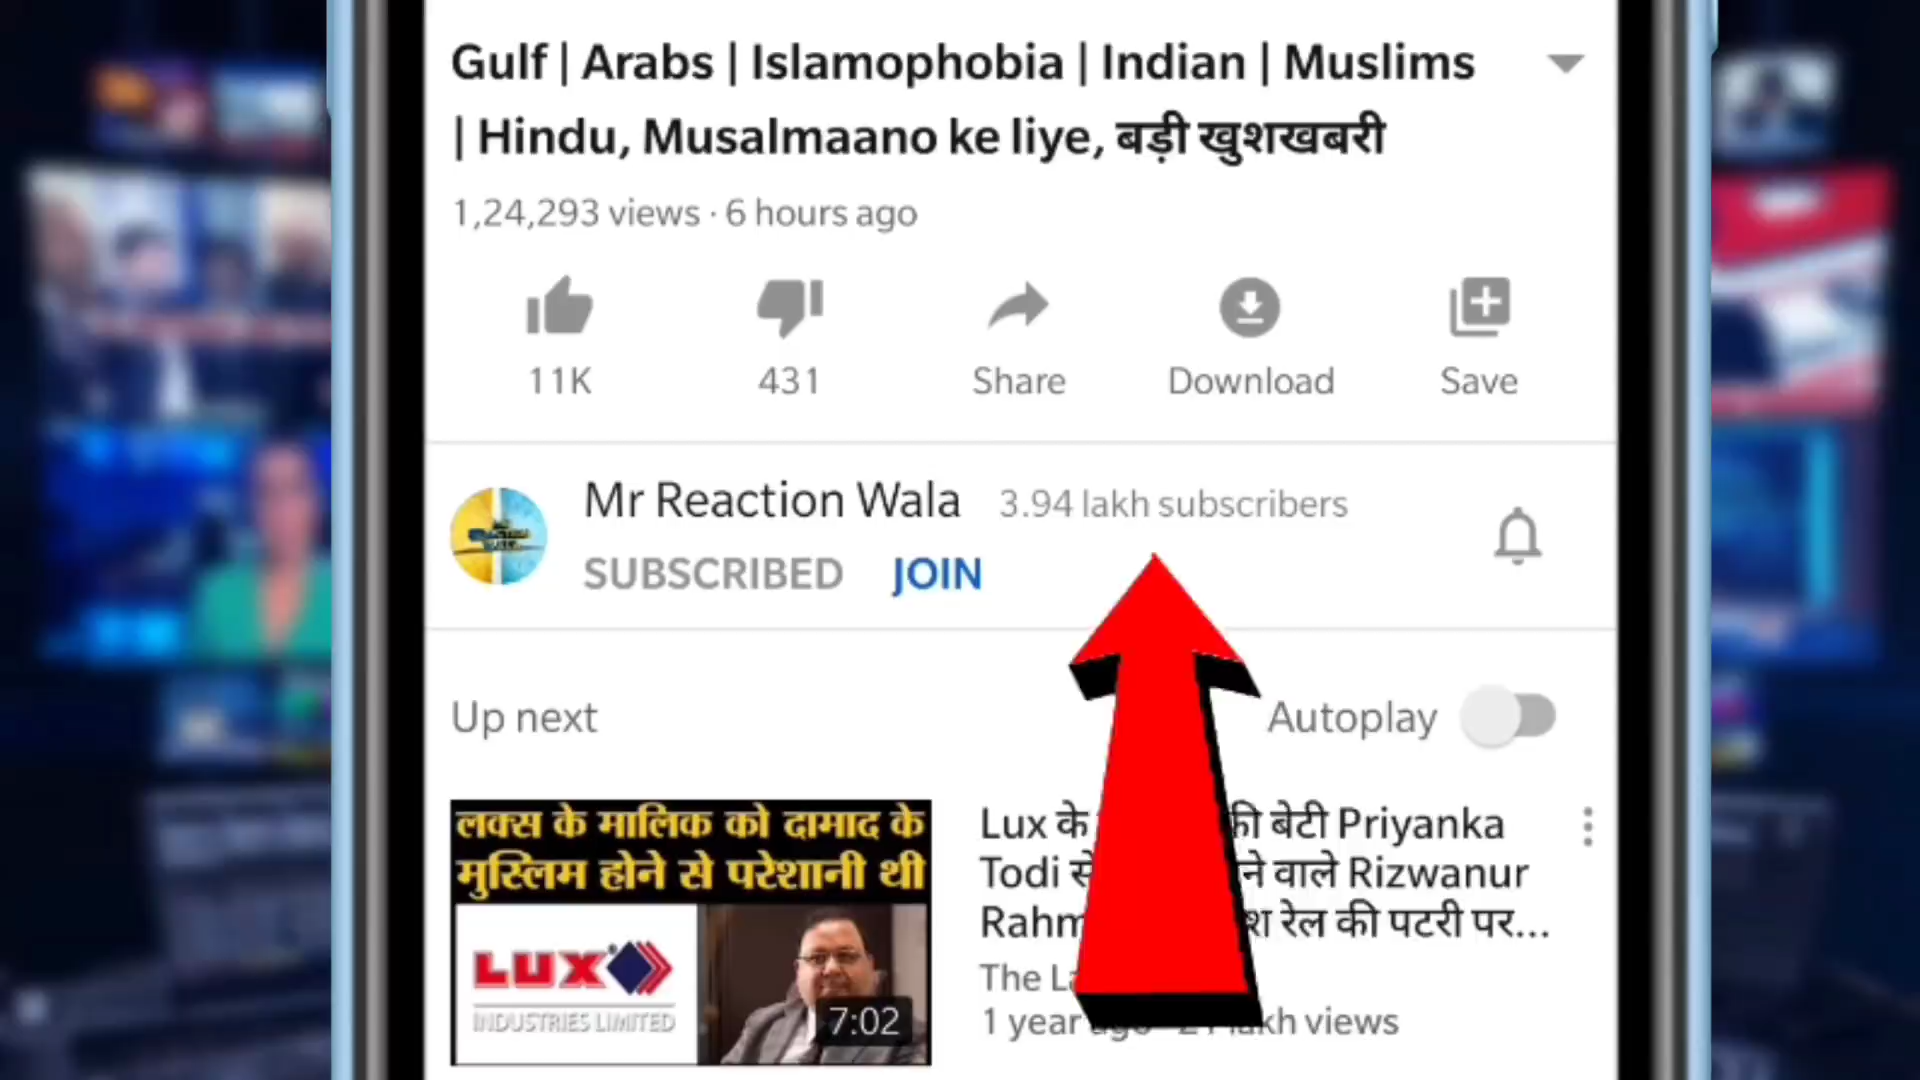 Gulf | Arabs | Islamophobia | Indian | Muslims
| Hindu, Musalmaano ke liye, बड़ी खुशखबरी
1,24,293 views · 6 hours ago
11K
431
Share
Download
Save
Mr Reaction Wala 3.94 lakh subscribers
SUBSCRIBED JOIN
Up next
Autoplay
लक्स के मालिक को दामाद के
मुस्लिम होने से परेशानी थी
LUX
INDUSTRIES LIMITED
7:02
Lux के बेटी Priyanka
Todi वाले Rizwanur
रेल की पटरी पर...
The
1 year ago views